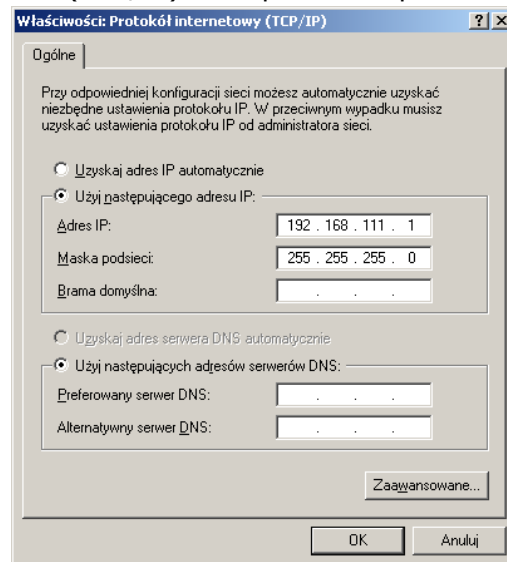 Właściwości: Protokół internetowy (TCP/IP)
Ogólne
Przy odpowiedniej konfiguracji sieci możesz automatycznie uzyskać
niezbędne ustawienia protokołu IP. W przeciwnym wypadku musisz
uzyskać ustawienia protokołu IP od administratora sieci.
Uzyskaj adres IP automatycznie
Użyj następującego adresu IP:
Adres IP: 192 . 168 . 111 . 1
Maska podsieci: 255 . 255 . 255 . 0
Brama domyślna: . . .
Uzyskaj adres serwera DNS automatycznie
Użyj następujących adresów serwerów DNS:
Preferowany serwer DNS: . . .
Alternatywny serwer DNS: . . .
Zaawansowane...
OK Anuluj